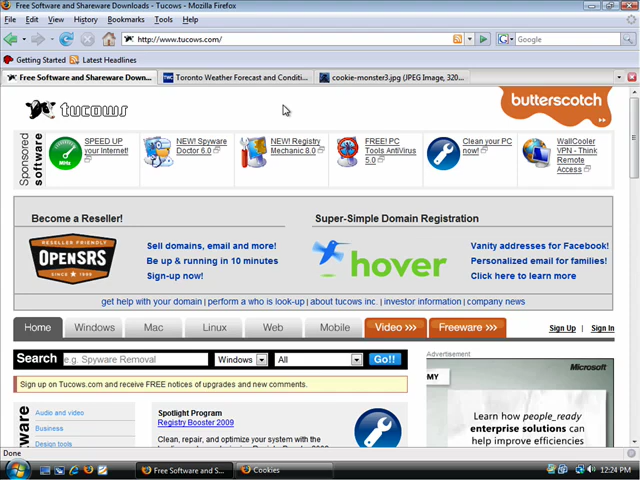 Free Software and Shareware Downloads - Tucows - Mozilla Firefox
File Edit View History Bookmarks Tools Help
http://www.tucows.com/
Google
Getting Started Latest Headlines
Free Software and Shareware Down...
Toronto Weather Forecast and Conditi...
cookie-monster3.jpg (JPEG Image, 320...
tucows
butterscotch
Sponsored
software
SPEED UP
your Internet!
MHz
NEW! Spyware
Doctor 6.0
NEW! Registry
Mechanic 8.0
FREE! PC
Tools AntiVirus
5.0
Clean your PC
now!
WallCooler
VPN - Think
Remote
Access
Become a Reseller!
RESELLER FRIENDLY
OPENSRS
SINCE 1999
Sell domains, email and more!
Be up & running in 10 minutes
Sign-up now!
Super-Simple Domain Registration
hover
Vanity addresses for Facebook!
Personalized email for families!
Click here to learn more
get help with your domain | perform a who is look-up | about tucows inc. | investor information | company news
Home Windows Mac Linux Web Mobile Video >>> Freeware >>>
Sign Up | Sign In
Search e.g. Spyware Removal Windows All Go!!
Sign up on Tucows.com and receive FREE notices of upgrades and new comments.
Audio and video
Business
Design tools
Spotlight Program
Registry Booster 2009
Clean, repair, and optimize your system with the
Advertisement
Microsoft
MY
Learn how people_ready
enterprise solutions can
help improve efficiencies
Done
Free Software and S...
Cookies
12:24 PM